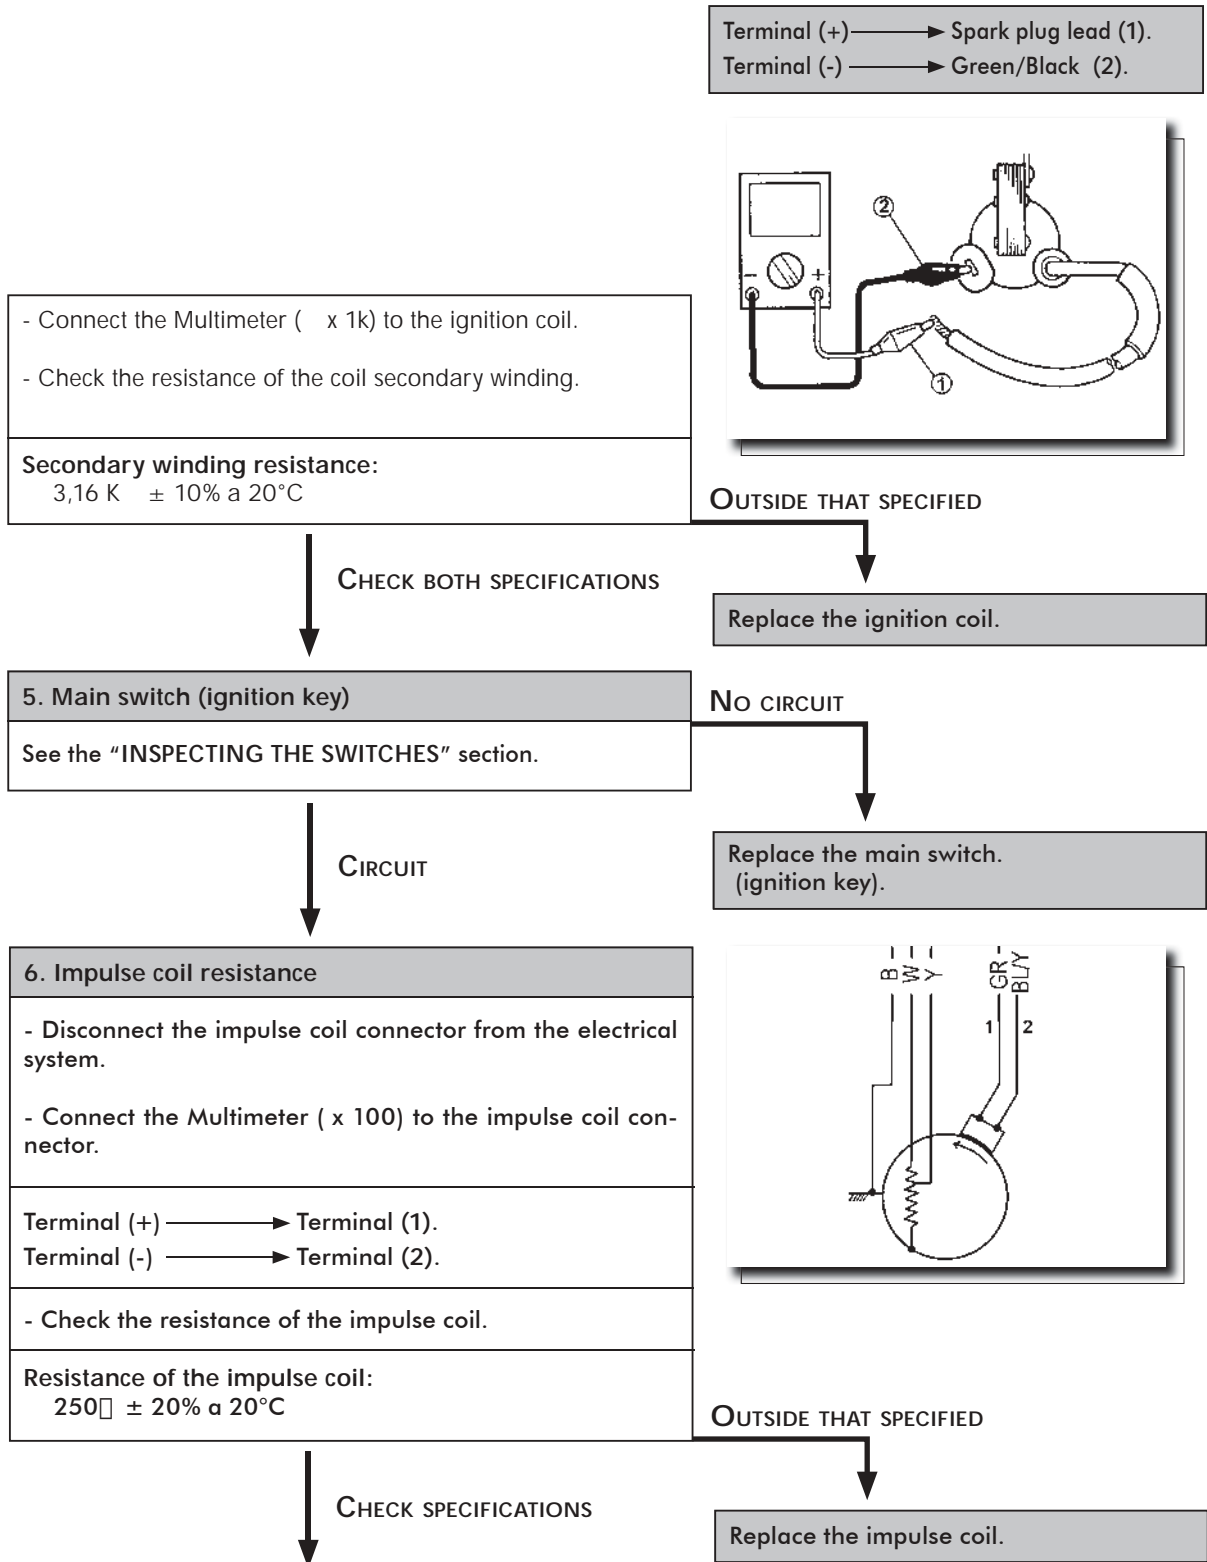 Terminal (+) → Spark plug lead (1).
Terminal (-) → Green/Black (2).
2
- +
1
- Connect the Multimeter ( x 1k) to the ignition coil.
- Check the resistance of the coil secondary winding.
Secondary winding resistance:
3,16 K ± 10% a 20°C
OUTSIDE THAT SPECIFIED
CHECK BOTH SPECIFICATIONS
Replace the ignition coil.
5. Main switch (ignition key)
NO CIRCUIT
See the “INSPECTING THE SWITCHES” section.
CIRCUIT
Replace the main switch.
(ignition key).
6. Impulse coil resistance
- Disconnect the impulse coil connector from the electrical
system.
- Connect the Multimeter ( x 100) to the impulse coil con-
nector.
B W Y GR BL/Y
1 2
Terminal (+) → Terminal (1).
Terminal (-) → Terminal (2).
- Check the resistance of the impulse coil.
Resistance of the impulse coil:
250▯ ± 20% a 20°C
OUTSIDE THAT SPECIFIED
CHECK SPECIFICATIONS
Replace the impulse coil.